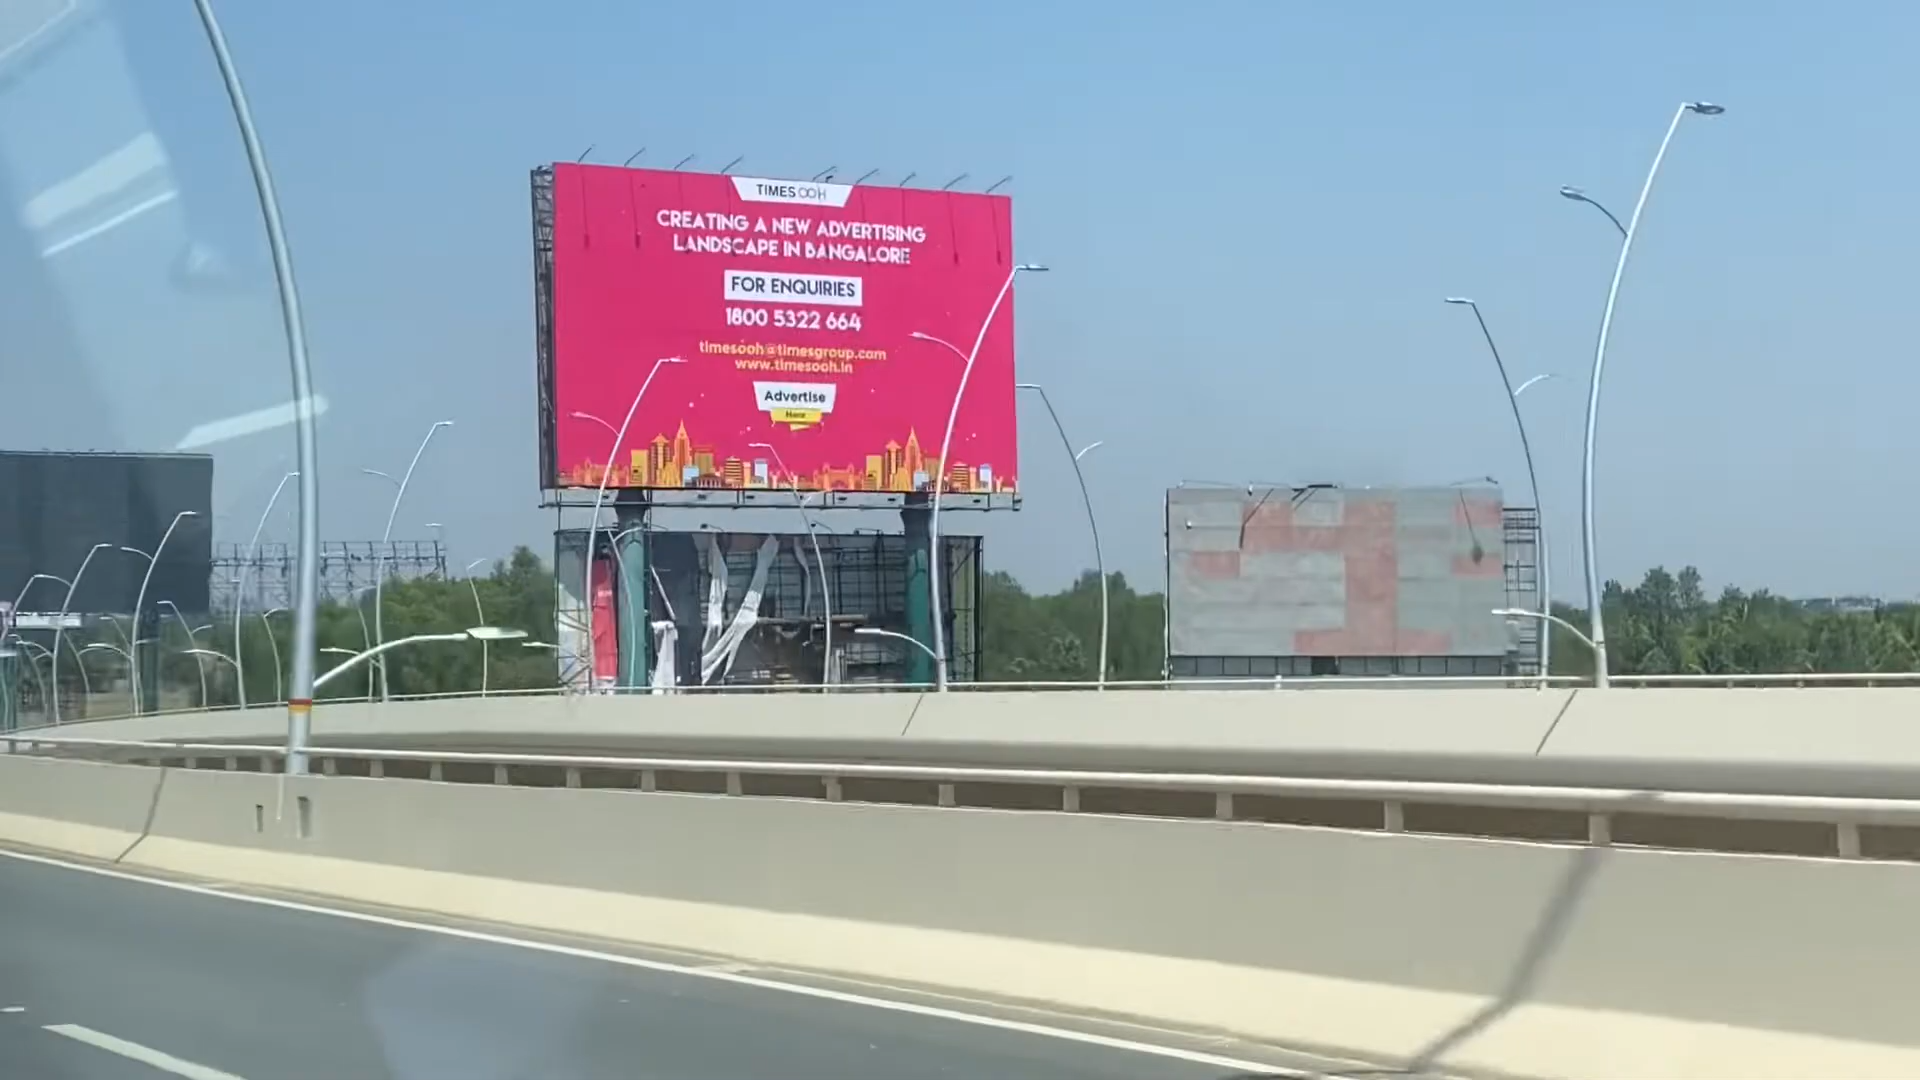 TIMES OOH
CREATING A NEW ADVERTISING
LANDSCAPE IN BANGALORE
FOR ENQUIRIES
1800 5322 664
timesooh@timesgroup.com
www.timesooh.in
Advertise
Here